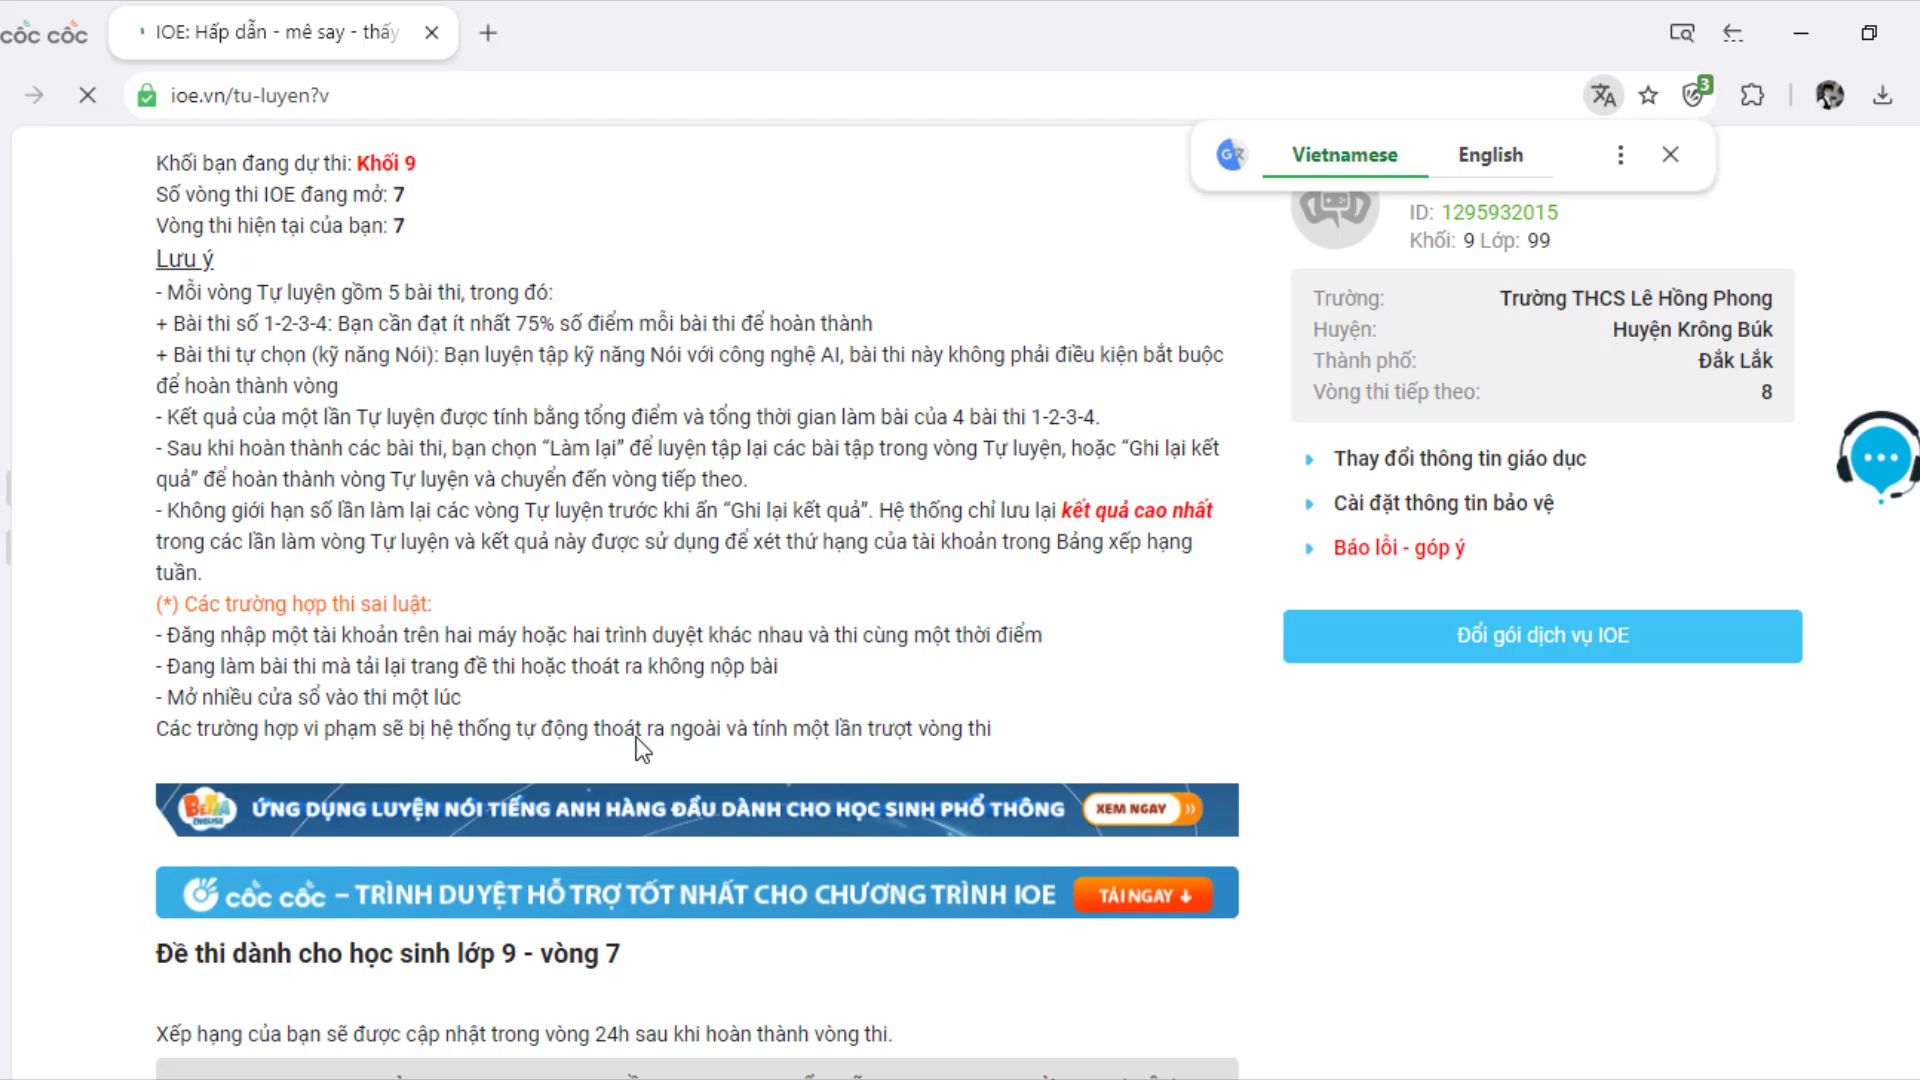 cốc cốc
IOE: Hấp dẫn - mê say - thấy
ioe.vn/tu-luyen?v
3
Vietnamese
English
Khối bạn đang dự thi: Khối 9
Số vòng thi IOE đang mở: 7
Vòng thi hiện tại của bạn: 7
Lưu ý
- Mỗi vòng Tự luyện gồm 5 bài thi, trong đó:
+ Bài thi số 1-2-3-4: Bạn cần đạt ít nhất 75% số điểm mỗi bài thi để hoàn thành
+ Bài thi tự chọn (kỹ năng Nói): Bạn luyện tập kỹ năng Nói với công nghệ AI, bài thi này không phải điều kiện bắt buộc
để hoàn thành vòng
- Kết quả của một lần Tự luyện được tính bằng tổng điểm và tổng thời gian làm bài của 4 bài thi 1-2-3-4.
- Sau khi hoàn thành các bài thi, bạn chọn “Làm lại” để luyện tập lại các bài tập trong vòng Tự luyện, hoặc “Ghi lại kết
quả” để hoàn thành vòng Tự luyện và chuyển đến vòng tiếp theo.
- Không giới hạn số lần làm lại các vòng Tự luyện trước khi ấn “Ghi lại kết quả”. Hệ thống chỉ lưu lại kết quả cao nhất
trong các lần làm vòng Tự luyện và kết quả này được sử dụng để xét thứ hạng của tài khoản trong Bảng xếp hạng
tuần.
(*) Các trường hợp thi sai luật:
- Đăng nhập một tài khoản trên hai máy hoặc hai trình duyệt khác nhau và thi cùng một thời điểm
- Đang làm bài thi mà tải lại trang đề thi hoặc thoát ra không nộp bài
- Mở nhiều cửa sổ vào thi một lúc
Các trường hợp vi phạm sẽ bị hệ thống tự động thoát ra ngoài và tính một lần trượt vòng thi
BeTA ENGLISH ỨNG DỤNG LUYỆN NÓI TIẾNG ANH HÀNG ĐẦU DÀNH CHO HỌC SINH PHỔ THÔNG XEM NGAY
cốc cốc – TRÌNH DUYỆT HỖ TRỢ TỐT NHẤT CHO CHƯƠNG TRÌNH IOE TẢI NGAY
Đề thi dành cho học sinh lớp 9 - vòng 7
Xếp hạng của bạn sẽ được cập nhật trong vòng 24h sau khi hoàn thành vòng thi.
ID: 1295932015
Khối: 9 Lớp: 99
Trường: Trường THCS Lê Hồng Phong
Huyện: Huyện Krông Búk
Thành phố: Đắk Lắk
Vòng thi tiếp theo: 8
Thay đổi thông tin giáo dục
Cài đặt thông tin bảo vệ
Báo lỗi - góp ý
Đổi gói dịch vụ IOE